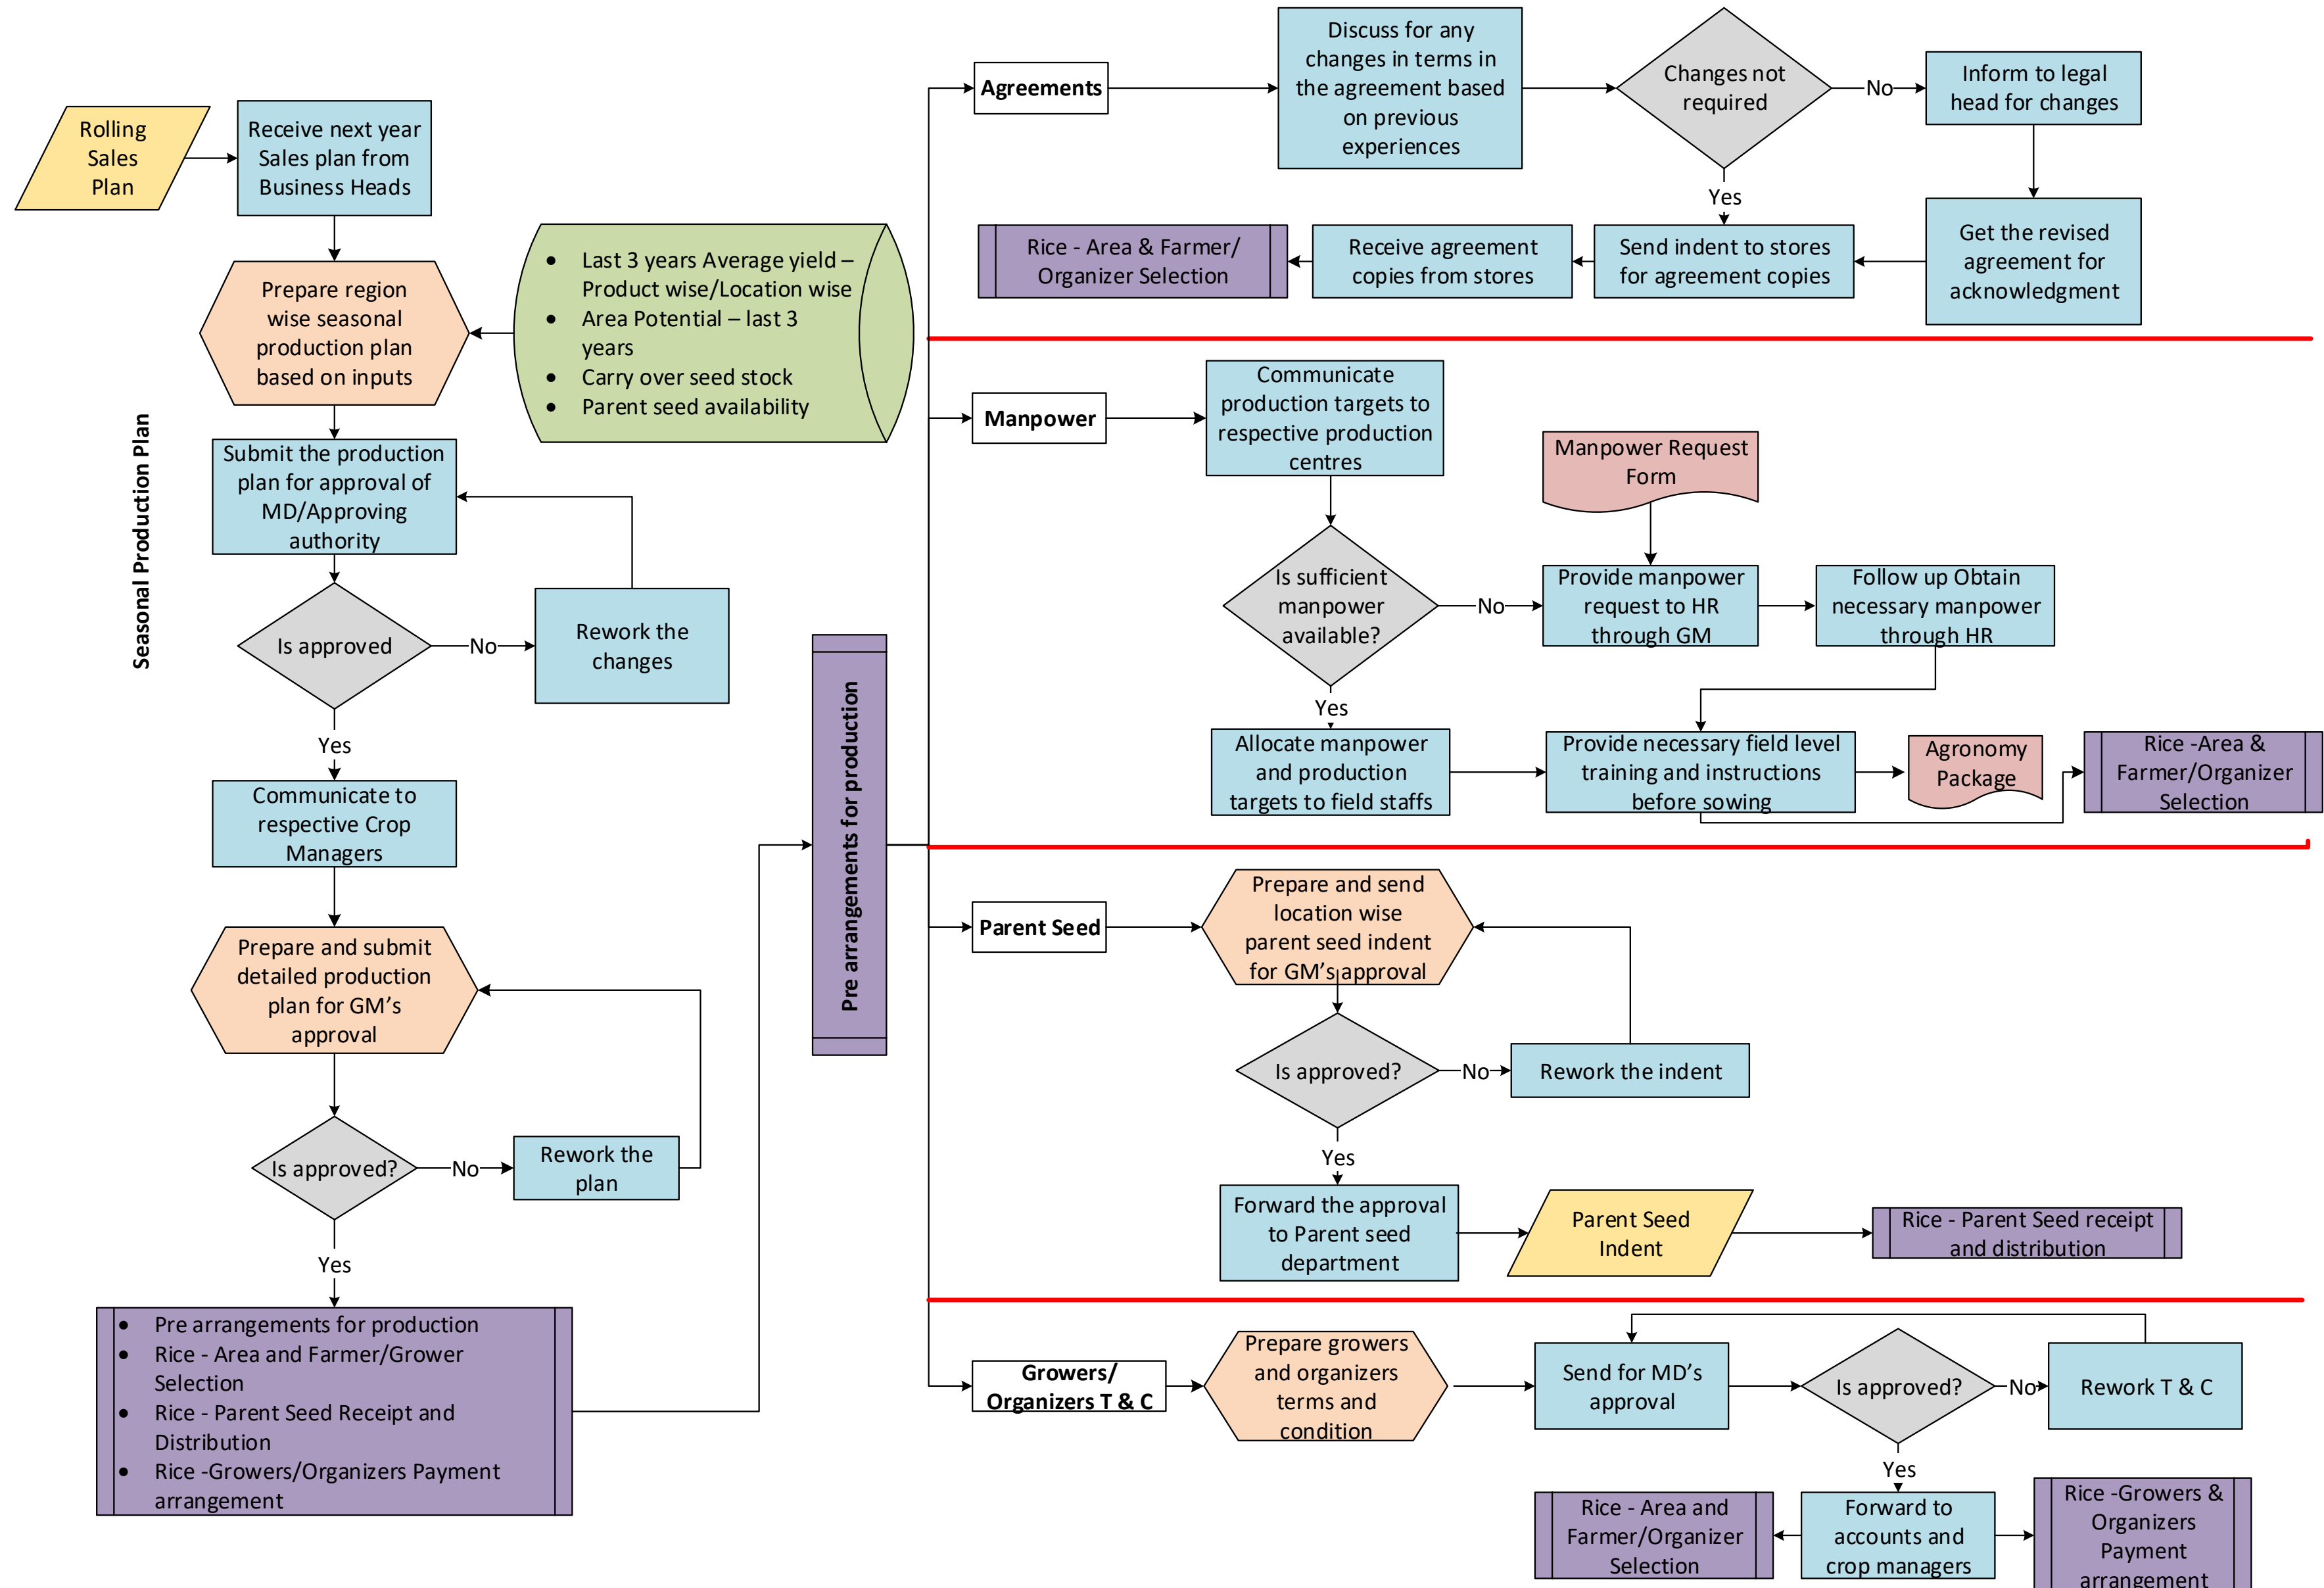 Rolling
Sales
Plan
Receive next year
Sales plan from
Business Heads
Prepare region
wise seasonal
production plan
based on inputs
• Last 3 years Average yield –
Product wise/Location wise
• Area Potential – last 3
years
• Carry over seed stock
• Parent seed availability
Seasonal Production Plan
Submit the production
plan for approval of
MD/Approving
authority
Is approved
No
Rework the
changes
Yes
Communicate to
respective Crop
Managers
Prepare and submit
detailed production
plan for GM’s
approval
Is approved?
No
Rework the
plan
Yes
• Pre arrangements for production
• Rice - Area and Farmer/Grower
Selection
• Rice - Parent Seed Receipt and
Distribution
• Rice -Growers/Organizers Payment
arrangement
Pre arrangements for production
Agreements
Discuss for any
changes in terms in
the agreement based
on previous
experiences
Changes not
required
No
Inform to legal
head for changes
Yes
Get the revised
agreement for
acknowledgment
Send indent to stores
for agreement copies
Receive agreement
copies from stores
Rice - Area & Farmer/
Organizer Selection
Manpower
Communicate
production targets to
respective production
centres
Manpower Request
Form
Is sufficient
manpower
available?
No
Provide manpower
request to HR
through GM
Follow up Obtain
necessary manpower
through HR
Yes
Allocate manpower
and production
targets to field staffs
Provide necessary field level
training and instructions
before sowing
Agronomy
Package
Rice -Area &
Farmer/Organizer
Selection
Parent Seed
Prepare and send
location wise
parent seed indent
for GM’s approval
Is approved?
No
Rework the indent
Yes
Forward the approval
to Parent seed
department
Parent Seed
Indent
Rice - Parent Seed receipt
and distribution
Growers/
Organizers T & C
Prepare growers
and organizers
terms and
condition
Send for MD’s
approval
Is approved?
No
Rework T & C
Yes
Rice - Area and
Farmer/Organizer
Selection
Forward to
accounts and
crop managers
Rice -Growers &
Organizers
Payment
arrangement